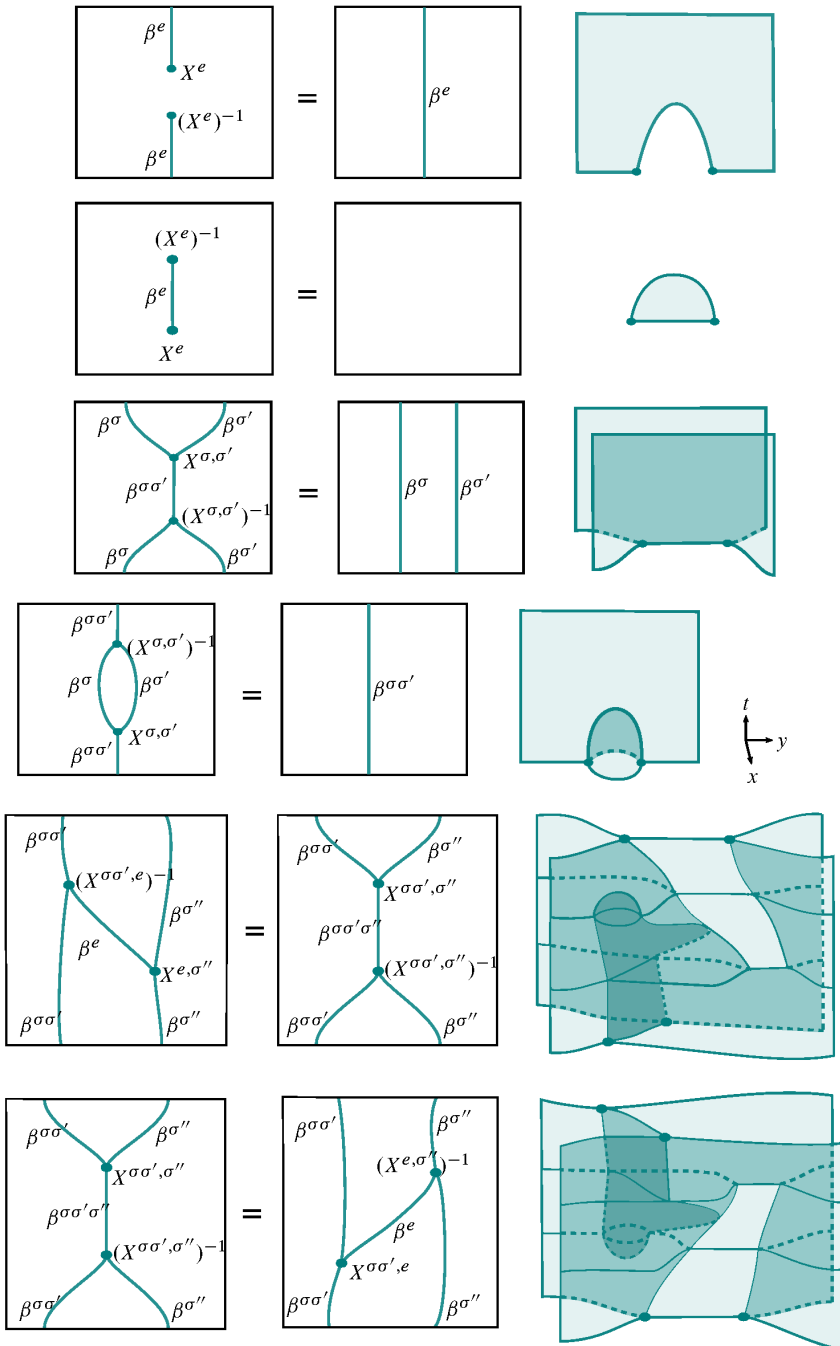 β^e
X^e
(X^e)^{-1}
β^e
=
β^e
(X^e)^{-1}
β^e
X^e
=
β^σ β^{σ'}
X^{σ,σ'}
β^{σσ'}
(X^{σ,σ'})^{-1}
β^σ β^{σ'}
=
β^σ β^{σ'}
β^{σσ'}
(X^{σ,σ'})^{-1}
β^σ β^{σ'}
X^{σ,σ'}
β^{σσ'}
=
β^{σσ'}
t
y
x
β^{σσ'}
(X^{σσ',e})^{-1}
β^{σ''}
β^e
X^{e,σ''}
β^{σσ'} β^{σ''}
=
β^{σσ'} β^{σ''}
X^{σσ',σ''}
β^{σσ'σ''}
(X^{σσ',σ''})^{-1}
β^{σσ'} β^{σ''}
β^{σσ'} β^{σ''}
X^{σσ',σ''}
β^{σσ'σ''}
(X^{σσ',σ''})^{-1}
β^{σσ'} β^{σ''}
=
β^{σσ'} β^{σ''}
(X^{e,σ''})^{-1}
β^e
X^{σσ',e}
β^{σσ'} β^{σ''}